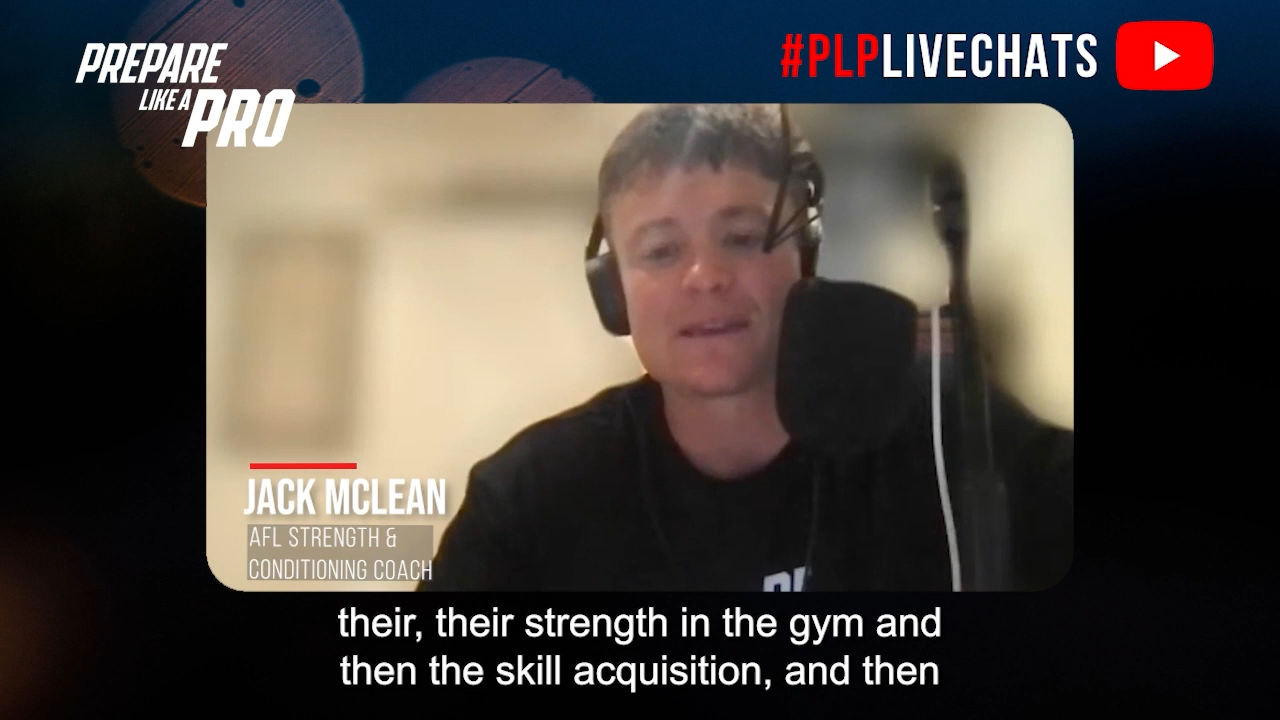 PREPARE
LIKE A
PRO
#PLPLIVECHATS
JACK MCLEAN
AFL STRENGTH &
CONDITIONING COACH
their, their strength in the gym and
then the skill acquisition, and then